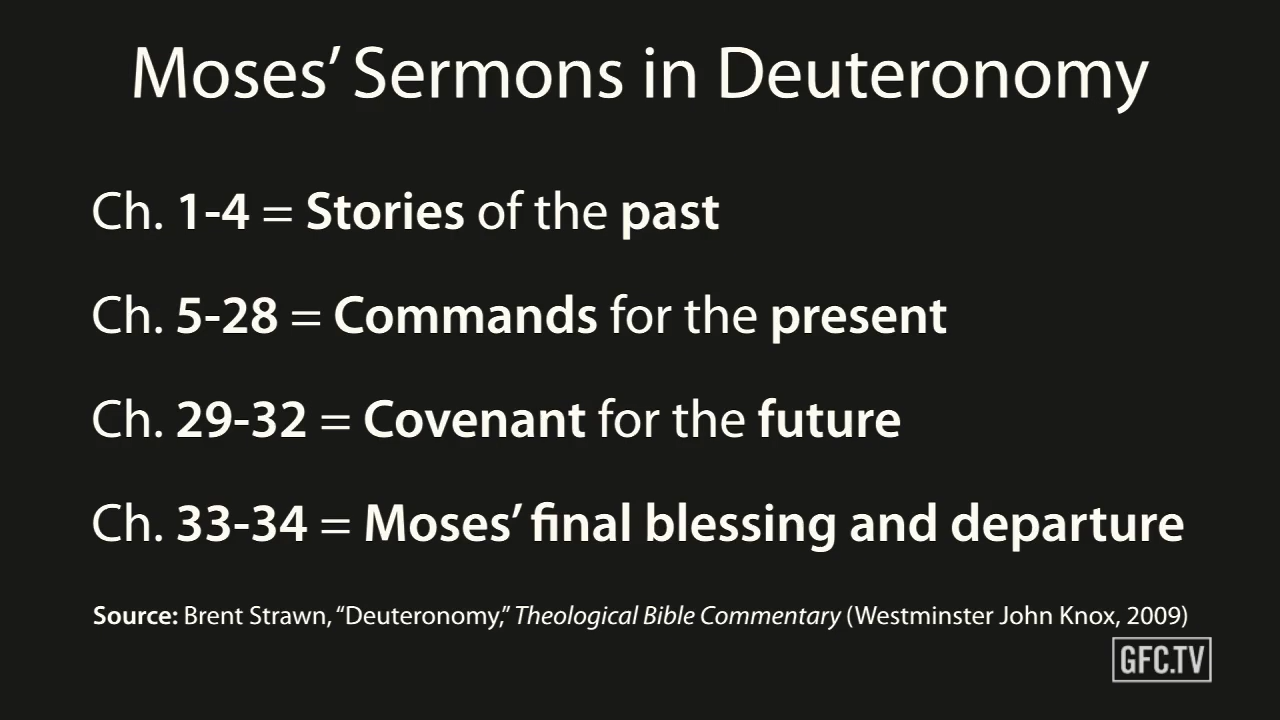 Moses’ Sermons in Deuteronomy
Ch. 1-4 = Stories of the past
Ch. 5-28 = Commands for the present
Ch. 29-32 = Covenant for the future
Ch. 33-34 = Moses’ final blessing and departure
Source: Brent Strawn, “Deuteronomy,” Theological Bible Commentary (Westminster John Knox, 2009)
GFC.TV